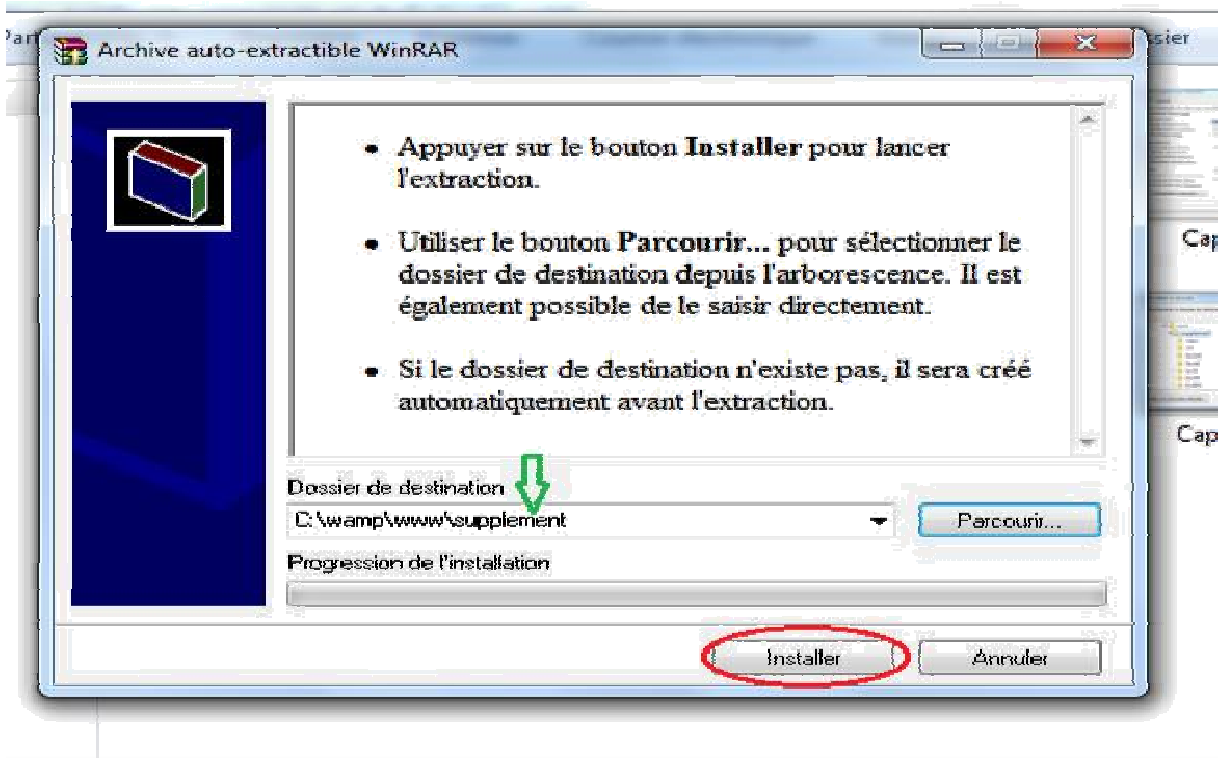 Archive auto-extractible WinRAR
ssier
• Appuyer sur le bouton Installer pour lancer
l'extraction.
• Utiliser le bouton Parcourir... pour sélectionner le
dossier de destination depuis l'arborescence. Il est
également possible de le saisir directement.
• Si le dossier de destination n'existe pas, il sera créé
automatiquement avant l'extraction.
Cap
Cap
Dossier de destination
C:\wamp\www\supplement
Parcourir...
Progression de l'installation
Installer
Annuler